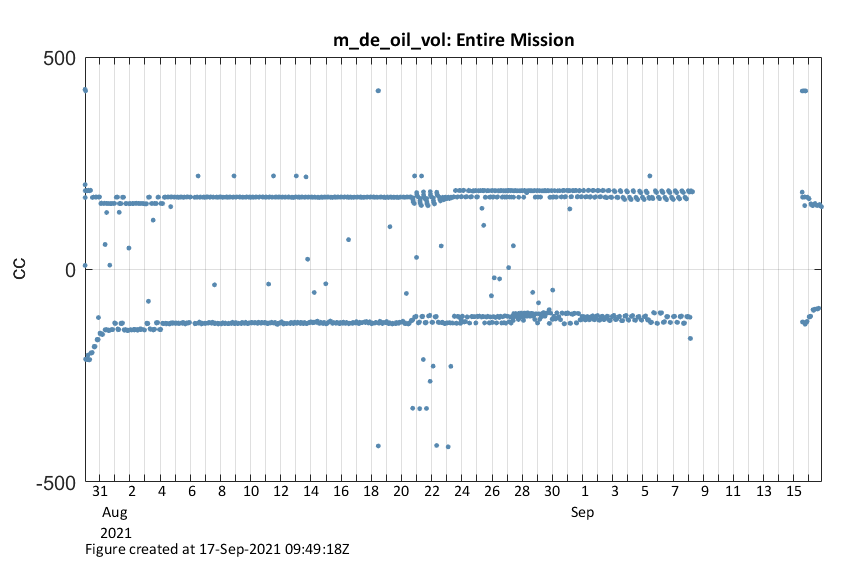 m_de_oil_vol: Entire Mission
500
0
-500
CC
31 2 4 6 8 10 12 14 16 18 20 22 24 26 28 30 1 3 5 7 9 11 13 15
Aug Sep
2021
Figure created at 17-Sep-2021 09:49:18Z